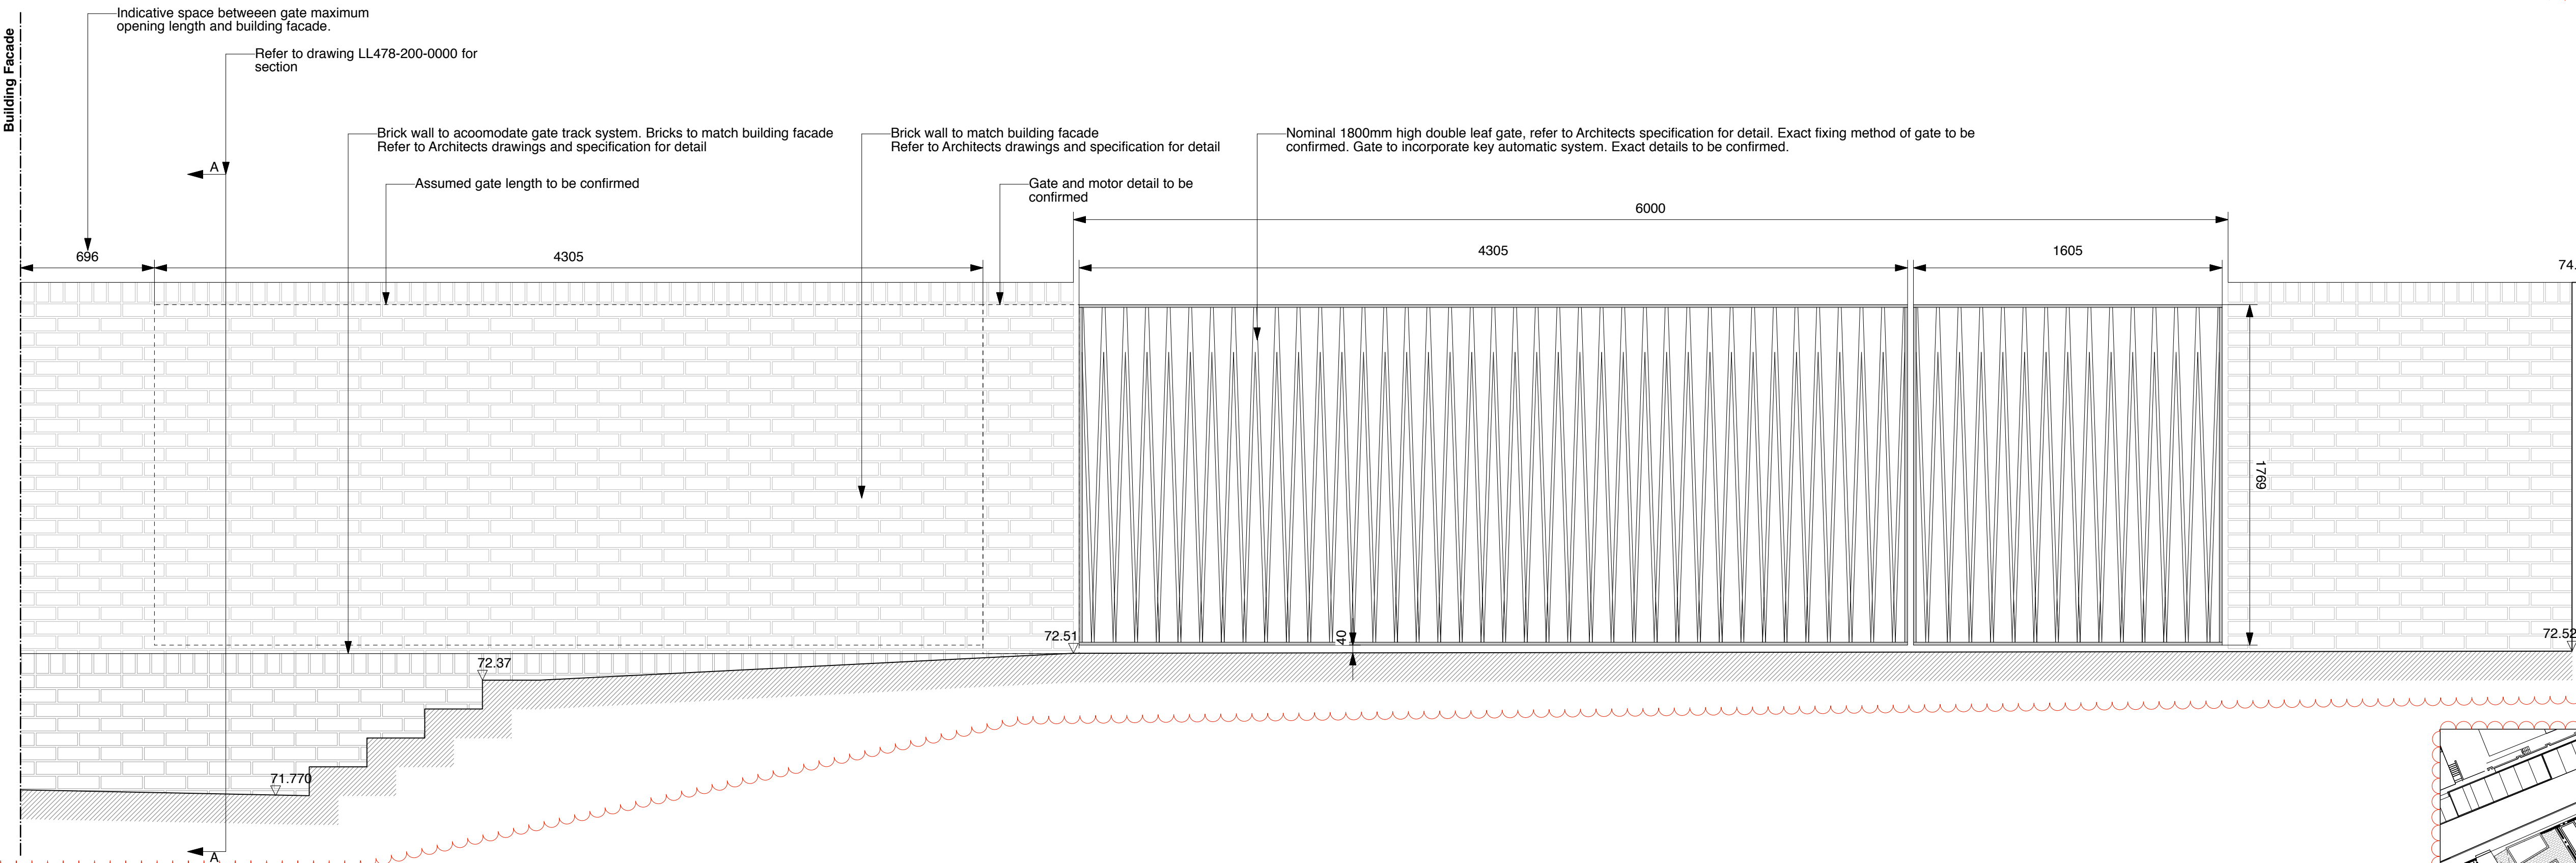 Building Facade
Indicative space betweeen gate maximum
opening length and building facade.
Refer to drawing LL478-200-0000 for
section
A
Brick wall to acoomodate gate track system. Bricks to match building facade
Refer to Architects drawings and specification for detail
Brick wall to match building facade
Refer to Architects drawings and specification for detail
Nominal 1800mm high double leaf gate, refer to Architects specification for detail. Exact fixing method of gate to be
confirmed. Gate to incorporate key automatic system. Exact details to be confirmed.
Assumed gate length to be confirmed
Gate and motor detail to be
confirmed
6000
696
4305
4305
1605
74.
1769
72.51
40
72.52
72.37
71.770
A